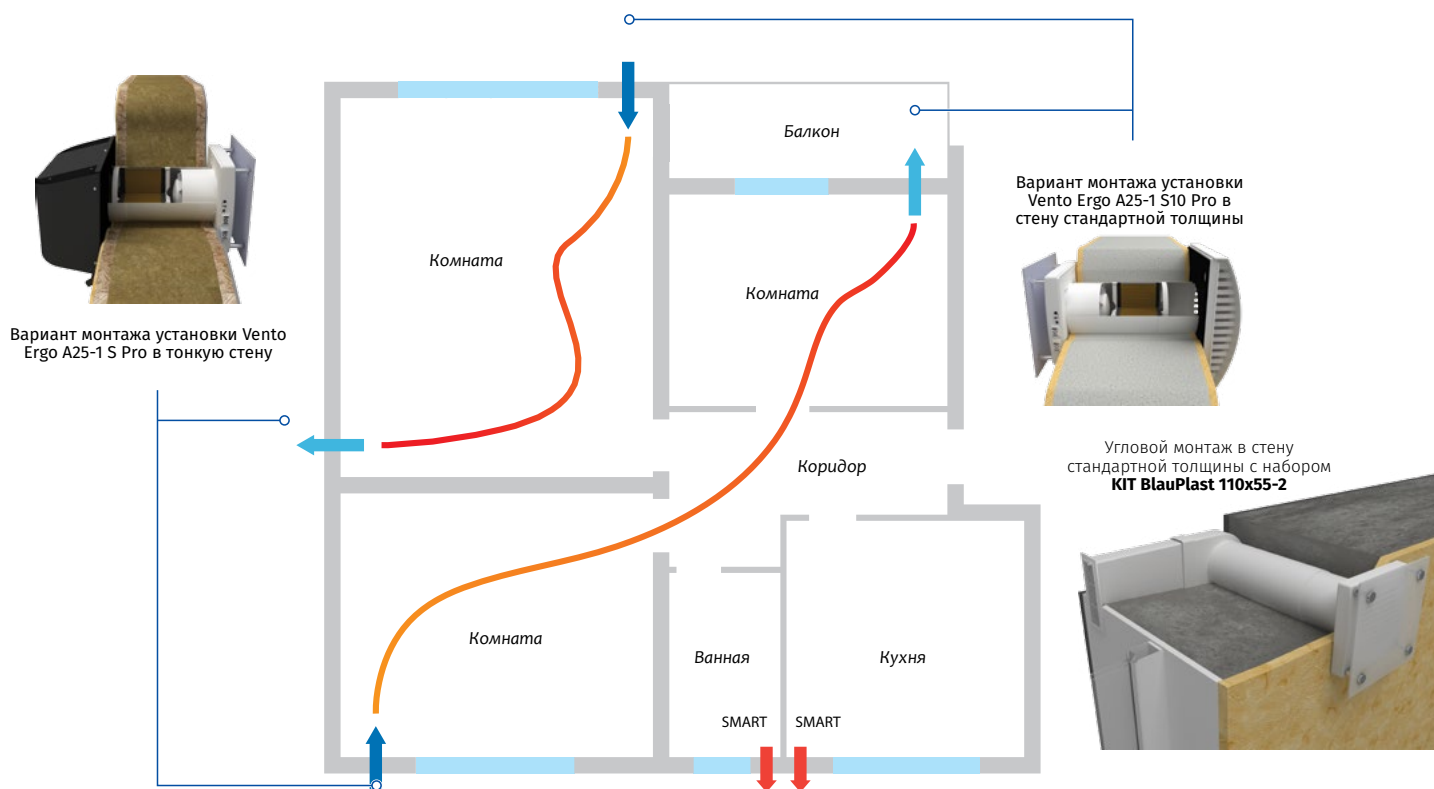 Балкон
Вариант монтажа установки
Vento Ergo A25-1 S10 Pro в
стену стандартной толщины
Комната
Комната
Вариант монтажа установки Vento
Ergo A25-1 S Pro в тонкую стену
Коридор
Угловой монтаж в стену
стандартной толщины с набором
KIT BlauPlast 110x55-2
Комната
Ванная
Кухня
SMART
SMART